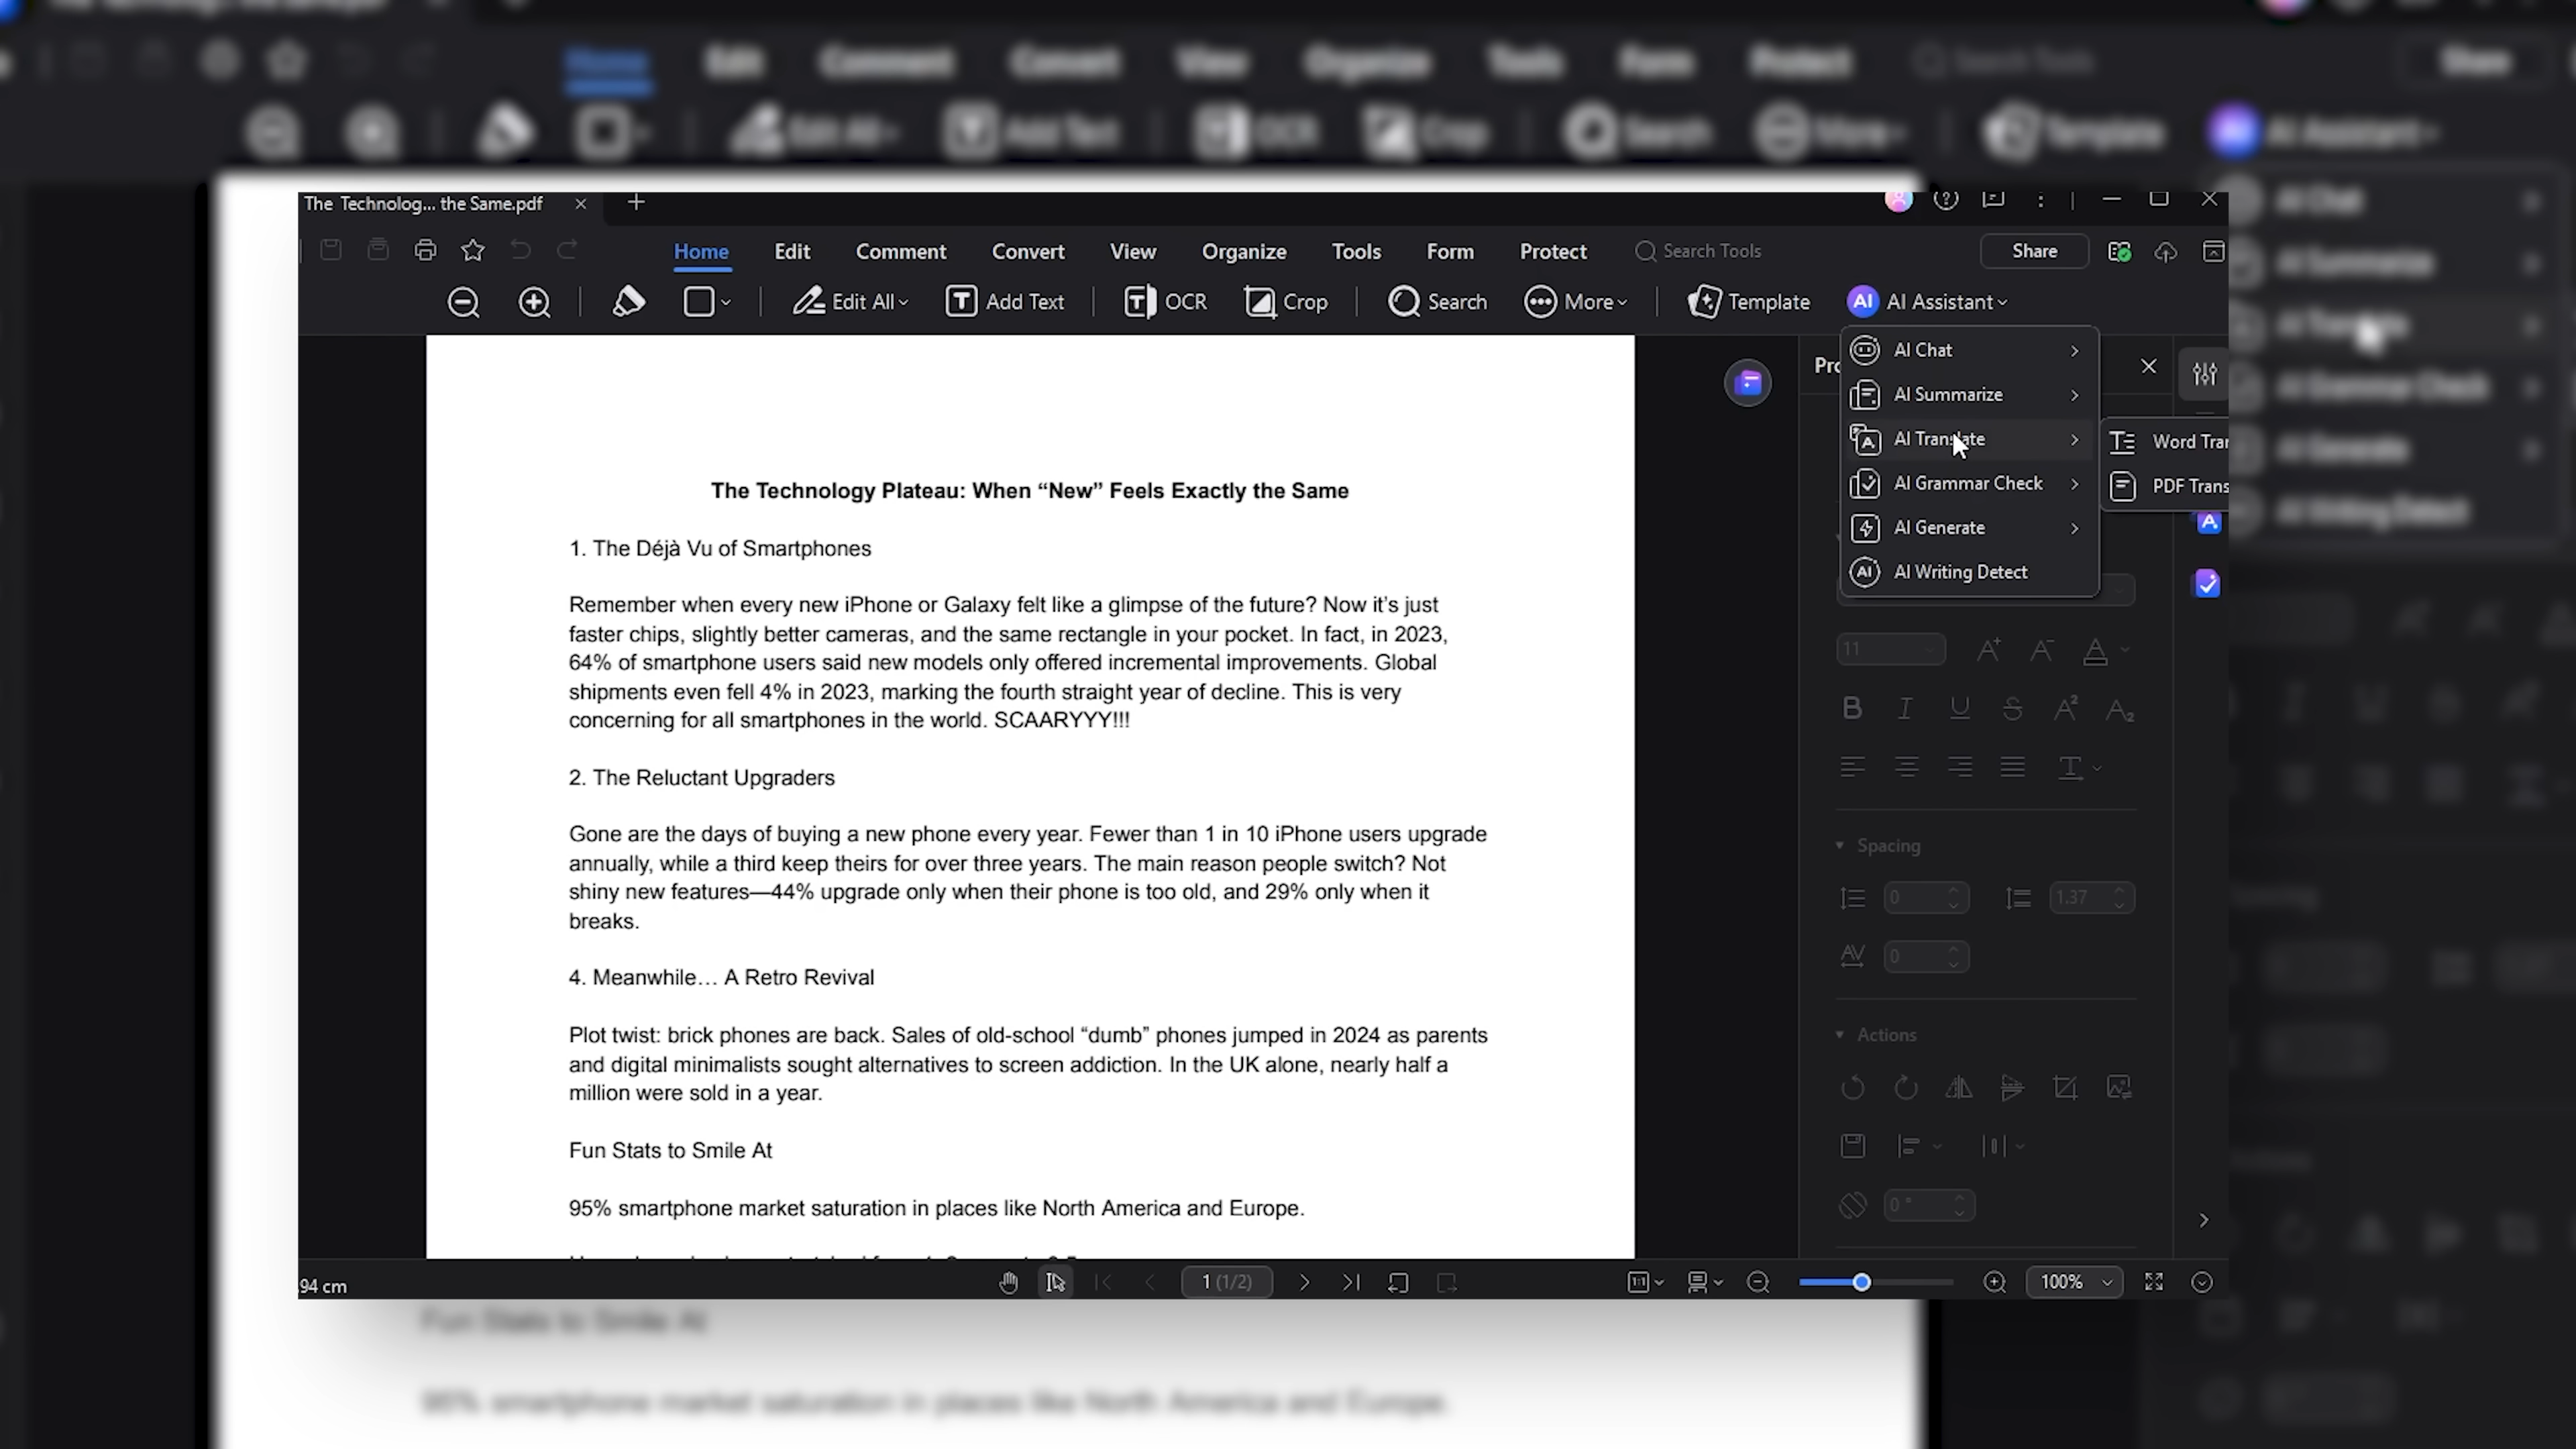 The Technolog... the Same.pdf
Home Edit Comment Convert View Organize Tools Form Protect Search Tools Share
Edit All Add Text OCR Crop Search More Template AI AI Assistant
AI Chat
AI Summarize
AI Translate
AI Grammar Check
AI Generate
AI Writing Detect
Word
PDF
The Technology Plateau: When “New” Feels Exactly the Same
1. The Déjà Vu of Smartphones
Remember when every new iPhone or Galaxy felt like a glimpse of the future? Now it’s just
faster chips, slightly better cameras, and the same rectangle in your pocket. In fact, in 2023,
64% of smartphone users said new models only offered incremental improvements. Global
shipments even fell 4% in 2023, marking the fourth straight year of decline. This is very
concerning for all smartphones in the world. SCAARYYY!!!
2. The Reluctant Upgraders
Gone are the days of buying a new phone every year. Fewer than 1 in 10 iPhone users upgrade
annually, while a third keep theirs for over three years. The main reason people switch? Not
shiny new features—44% upgrade only when their phone is too old, and 29% only when it
breaks.
4. Meanwhile… A Retro Revival
Plot twist: brick phones are back. Sales of old-school “dumb” phones jumped in 2024 as parents
and digital minimalists sought alternatives to screen addiction. In the UK alone, nearly half a
million were sold in a year.
Fun Stats to Smile At
95% smartphone market saturation in places like North America and Europe.
11
Spacing
0 1.37
0
Actions
0 °
94 cm
1 (1/2)
100%